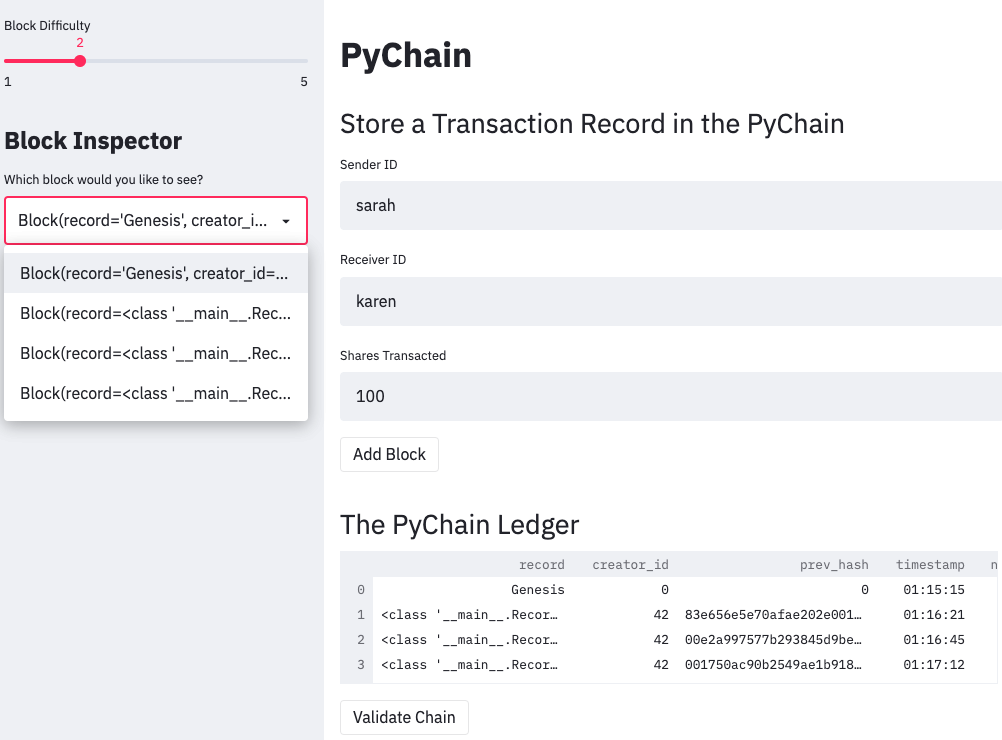 Block Difficulty
2
1 5
Block Inspector
Which block would you like to see?
Block(record='Genesis', creator_i...
Block(record='Genesis', creator_id=...
Block(record=<class '__main__.Rec...
Block(record=<class '__main__.Rec...
Block(record=<class '__main__.Rec...
PyChain
Store a Transaction Record in the PyChain
Sender ID
sarah
Receiver ID
karen
Shares Transacted
100
Add Block
The PyChain Ledger
record creator_id prev_hash timestamp n
0 Genesis 0 0 01:15:15
1 <class '__main__.Recor… 42 83e656e5e70afae202e001… 01:16:21
2 <class '__main__.Recor… 42 00e2a997577b293845d9be… 01:16:45
3 <class '__main__.Recor… 42 001750ac90b2549ae1b918… 01:17:12
Validate Chain